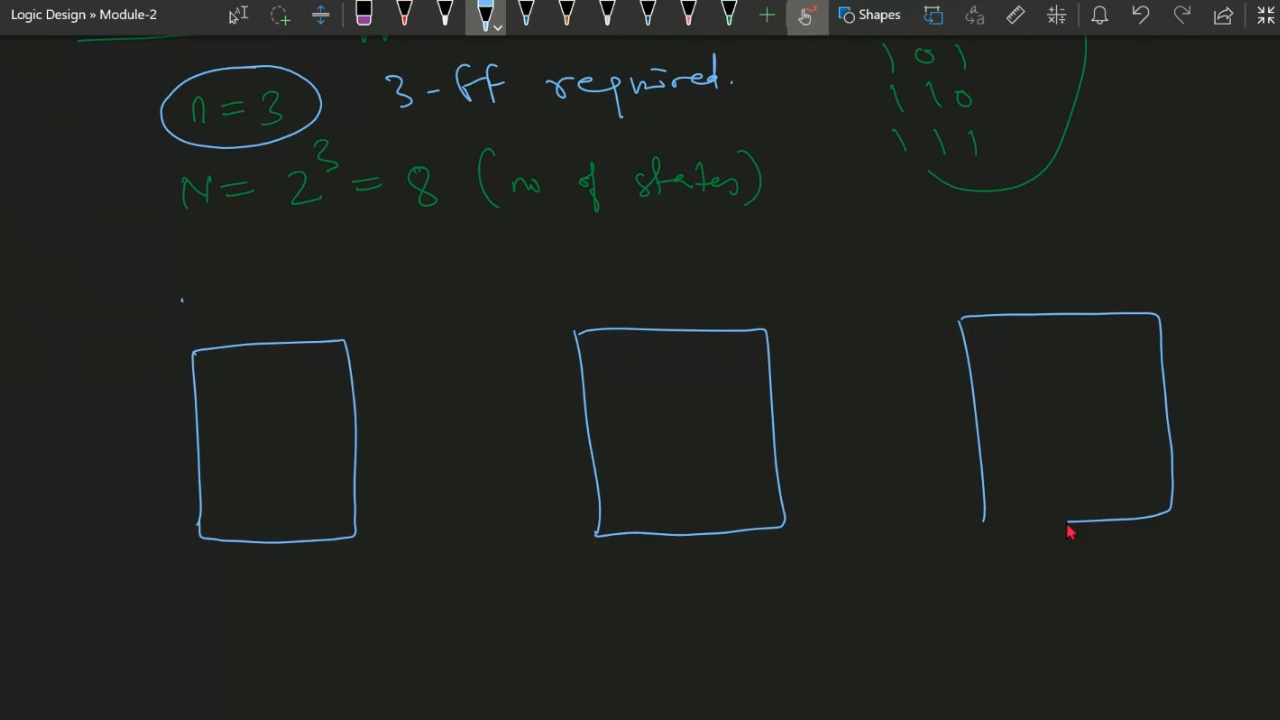 Logic Design » Module-2
Shapes
n = 3
3-ff required.
N = 2³ = 8 (no of states)
1 0 1
1 1 0
1 1 1